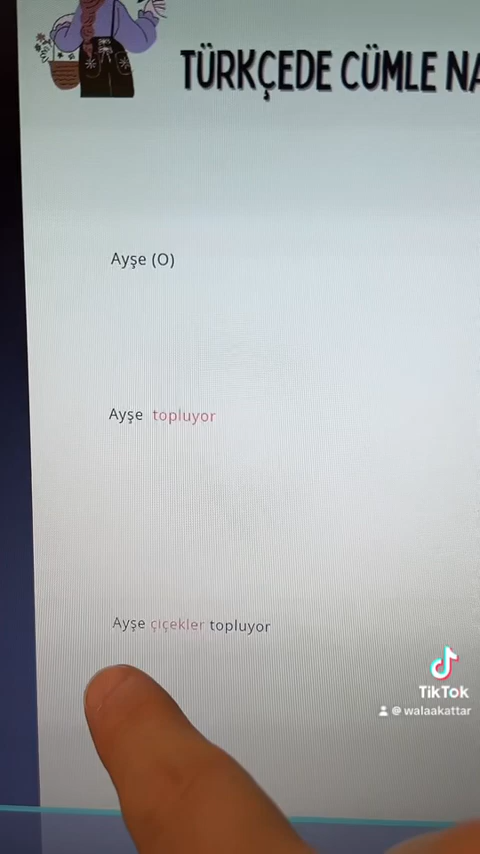 TÜRKÇEDE CÜMLE NA
Ayşe (O)
Ayşe topluyor
Ayşe çiçekler topluyor
TikTok
@walaakattar